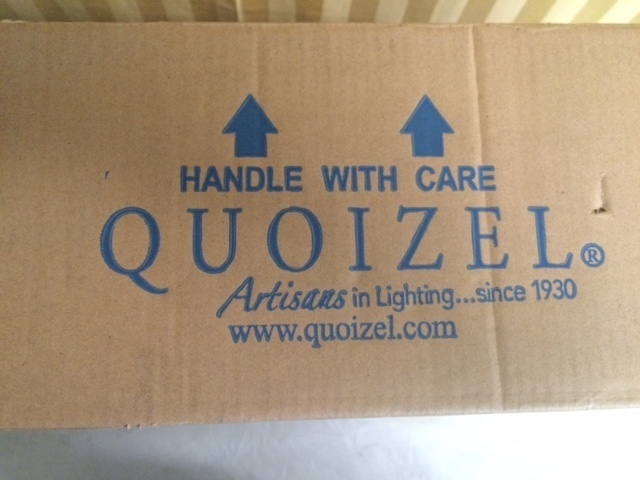 HANDLE WITH CARE
QUOIZEL®
Artisans in Lighting...since 1930
www.quoizel.com